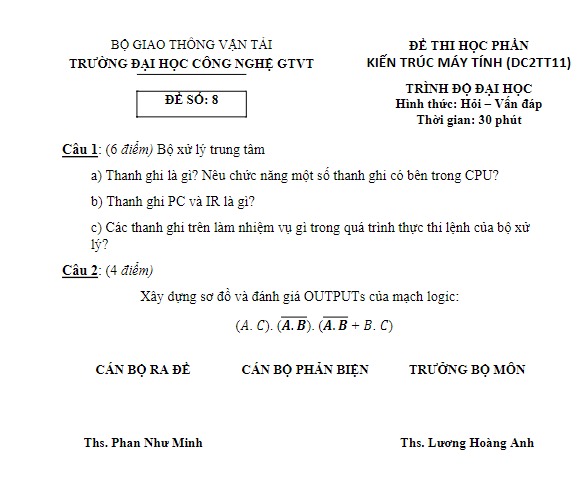 BỘ GIAO THÔNG VẬN TẢI
TRƯỜNG ĐẠI HỌC CÔNG NGHỆ GTVT
ĐỀ SỐ: 8
ĐỀ THI HỌC PHẦN
KIẾN TRÚC MÁY TÍNH (DC2TT11)
TRÌNH ĐỘ ĐẠI HỌC
Hình thức: Hỏi – Vấn đáp
Thời gian: 30 phút
Câu 1: (6 điểm) Bộ xử lý trung tâm
a) Thanh ghi là gì? Nêu chức năng một số thanh ghi có bên trong CPU?
b) Thanh ghi PC và IR là gì?
c) Các thanh ghi trên làm nhiệm vụ gì trong quá trình thực thi lệnh của bộ xử
lý?
Câu 2: (4 điểm)
Xây dựng sơ đồ và đánh giá OUTPUTs của mạch logic:
(A. C). (A̅.̅ ̅B̅). (A̅.̅ ̅B̅ + B. C)
CÁN BỘ RA ĐỀ CÁN BỘ PHẢN BIỆN TRƯỞNG BỘ MÔN
Ths. Phan Như Minh Ths. Lương Hoàng Anh